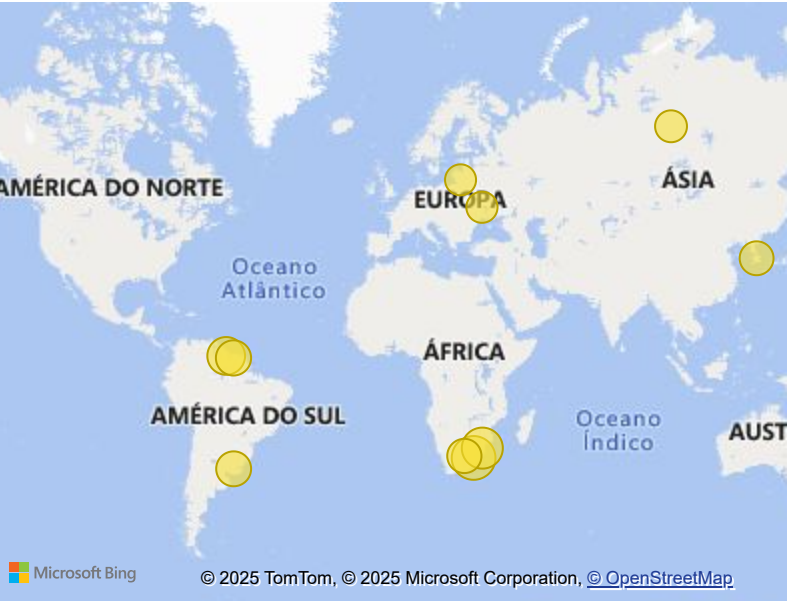 AMÉRICA DO NORTE
EUROPA
ÁSIA
Oceano
Atlântico
ÁFRICA
AMÉRICA DO SUL
Oceano
Índico
AUST
Microsoft Bing
© 2025 TomTom, © 2025 Microsoft Corporation, © OpenStreetMap